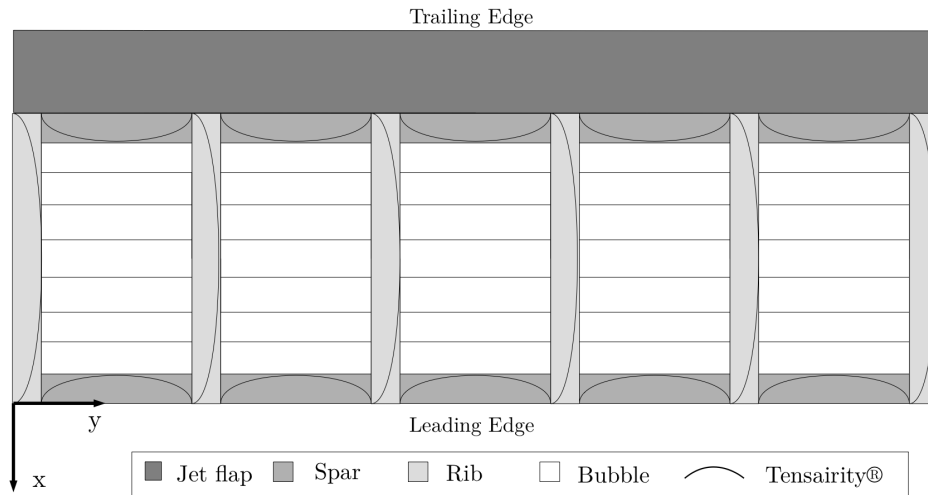 Trailing Edge
Leading Edge
y
x
Jet flap Spar Rib Bubble Tensairity®